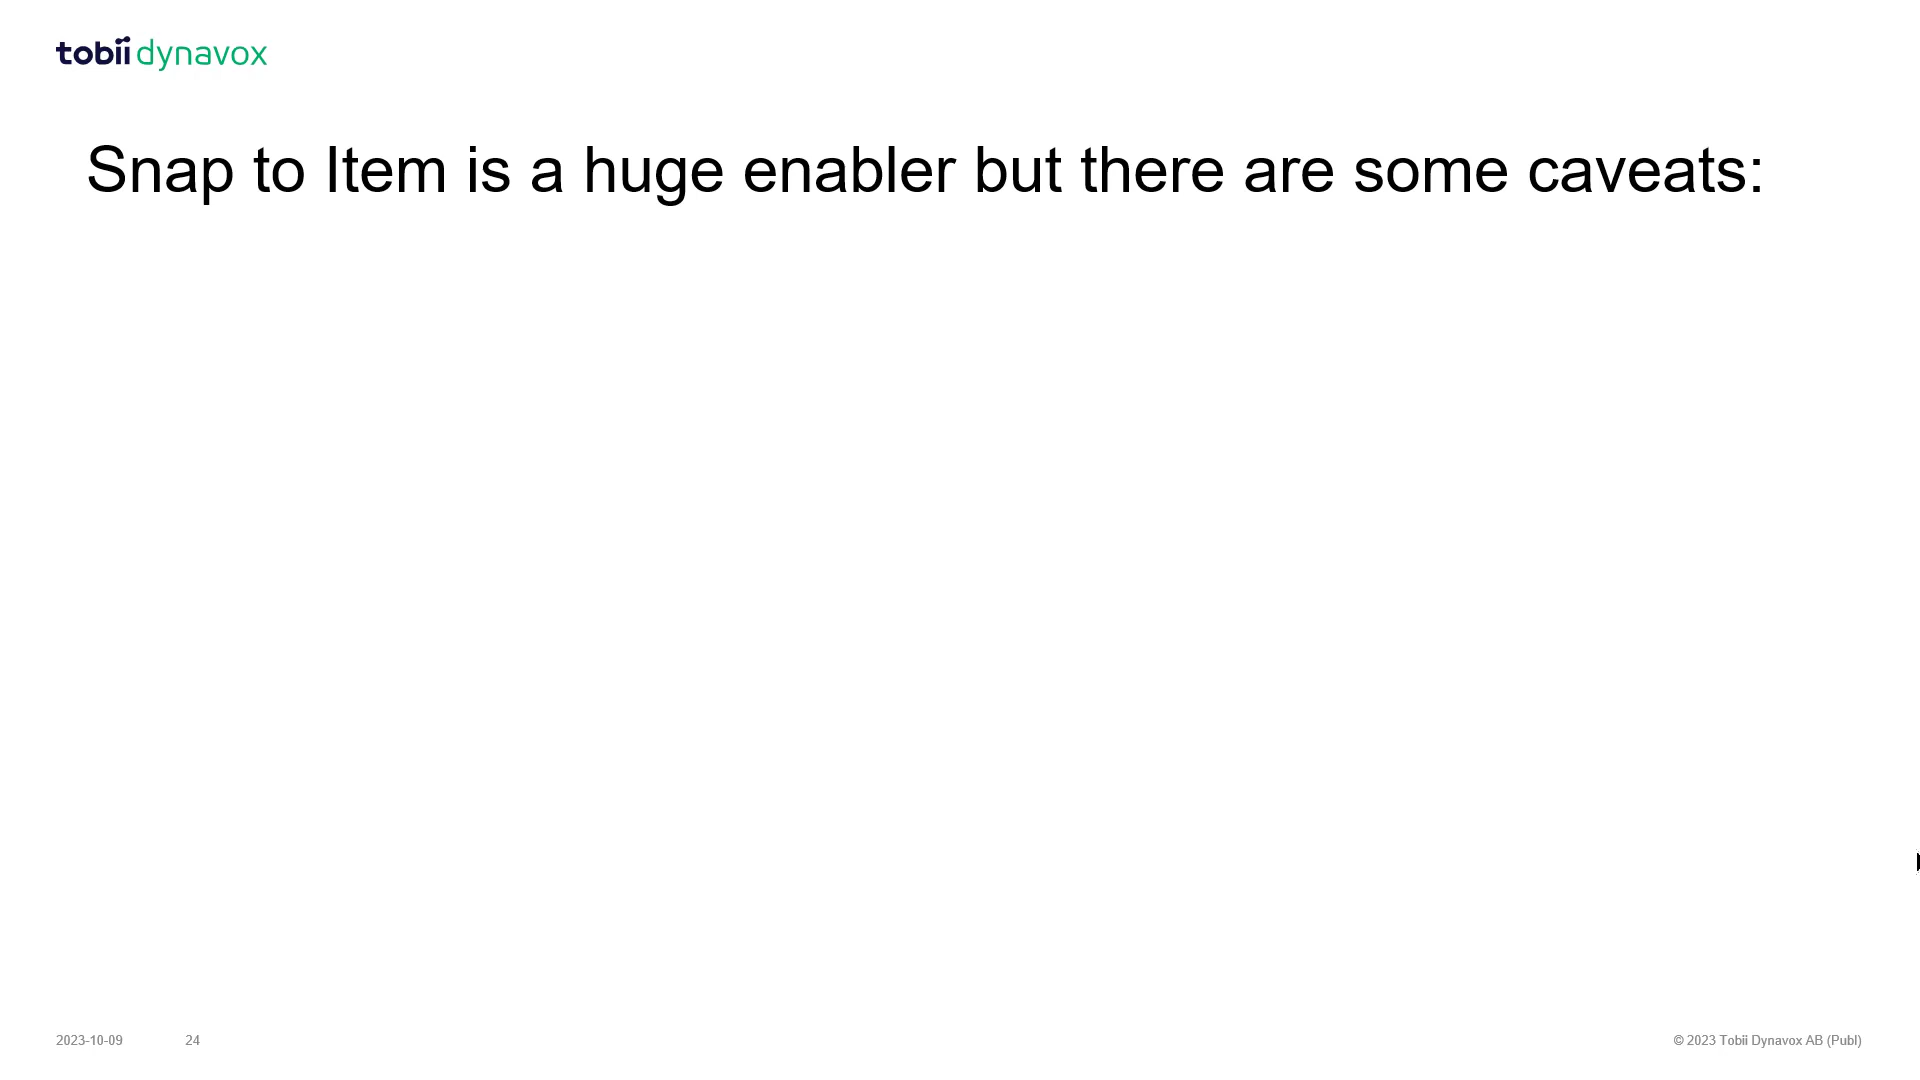 tobii dynavox
Snap to Item is a huge enabler but there are some caveats:
2023-10-09 24 © 2023 Tobii Dynavox AB (Publ)